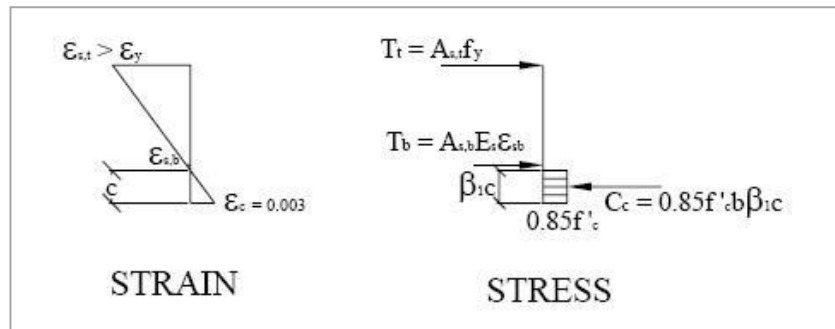 εs,t > εy
εs,b
c
εc = 0.003
STRAIN
Tt = As,tfy
Tb = As,bEsεsb
β1c
0.85f'c
Cc = 0.85f'cbβ1c
STRESS